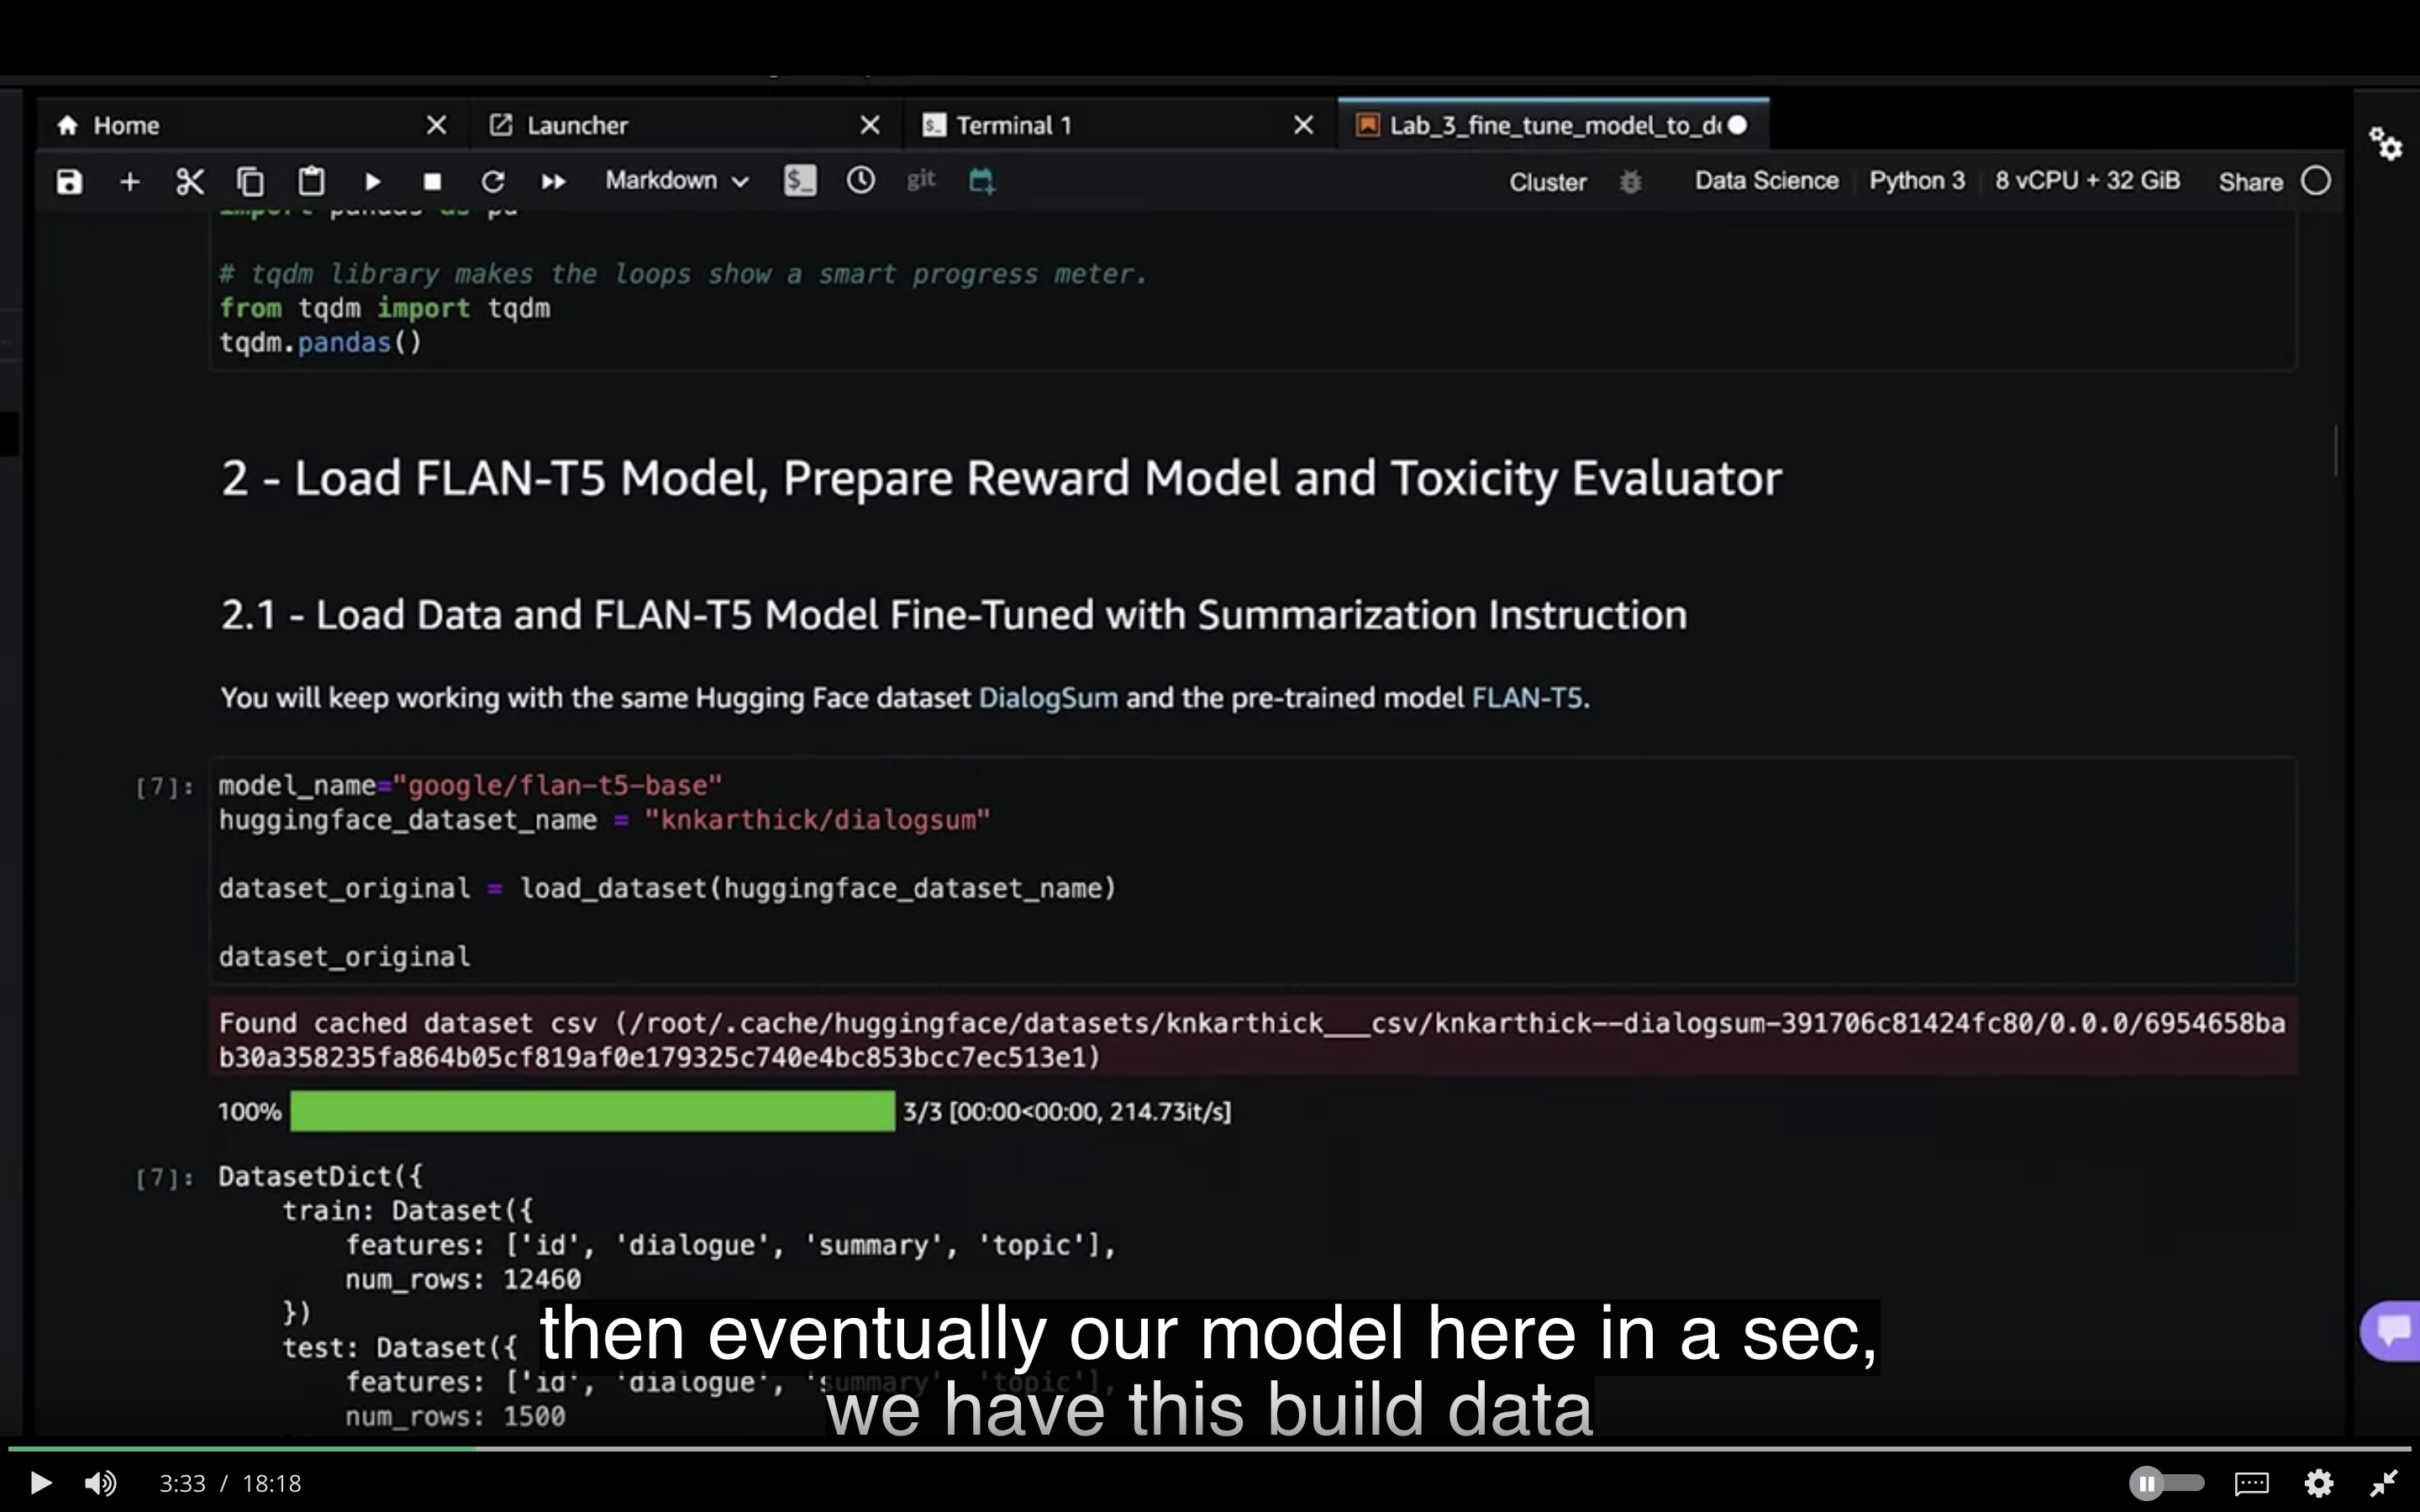 Home
Launcher
Terminal 1
Lab_3_fine_tune_model_to_d
Markdown
git
Cluster
Data Science
Python 3
8 vCPU + 32 GiB
Share
import pandas as pd
# tqdm library makes the loops show a smart progress meter.
from tqdm import tqdm
tqdm.pandas()
2 - Load FLAN-T5 Model, Prepare Reward Model and Toxicity Evaluator
2.1 - Load Data and FLAN-T5 Model Fine-Tuned with Summarization Instruction
You will keep working with the same Hugging Face dataset DialogSum and the pre-trained model FLAN-T5.
[7]: model_name="google/flan-t5-base"
huggingface_dataset_name = "knkarthick/dialogsum"
dataset_original = load_dataset(huggingface_dataset_name)
dataset_original
Found cached dataset csv (/root/.cache/huggingface/datasets/knkarthick___csv/knkarthick--dialogsum-391706c81424fc80/0.0.0/6954658ba
b30a358235fa864b05cf819af0e179325c740e4bc853bcc7ec513e1)
100% 3/3 [00:00<00:00, 214.73it/s]
[7]: DatasetDict({
train: Dataset({
features: ['id', 'dialogue', 'summary', 'topic'],
num_rows: 12460
})
test: Dataset({
features: ['id', 'dialogue', 'summary', 'topic'],
num_rows: 1500
then eventually our model here in a sec,
we have this build data
3:33 / 18:18